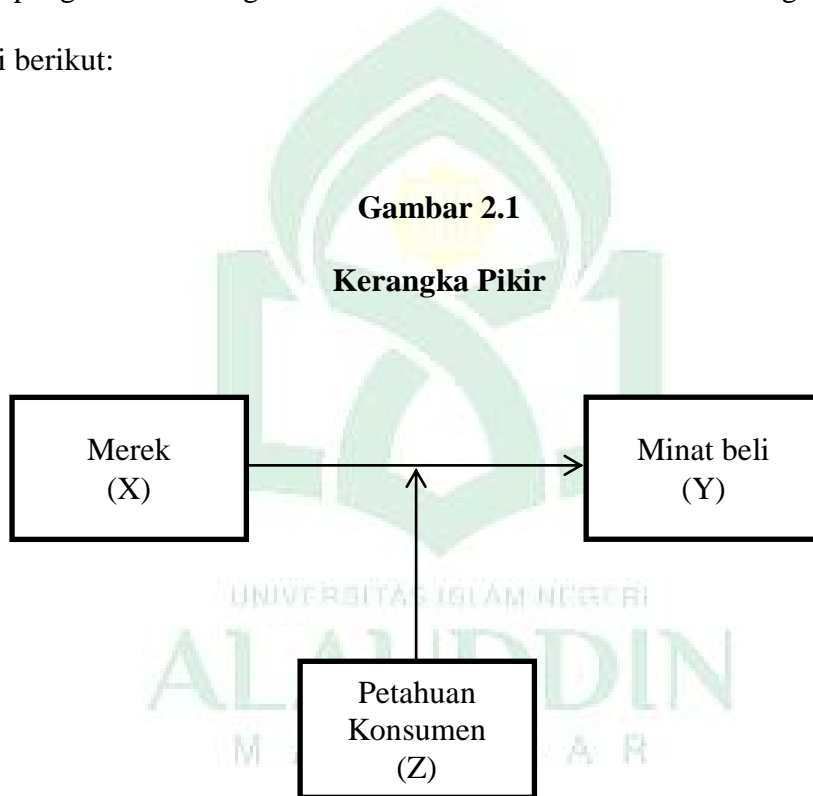 i berikut:
Gambar 2.1
Kerangka Pikir
Merek
(X)
Minat beli
(Y)
UNIVERSITAS ISLAM NEGERI
ALAUDDIN
Petahuan
Konsumen
(Z)